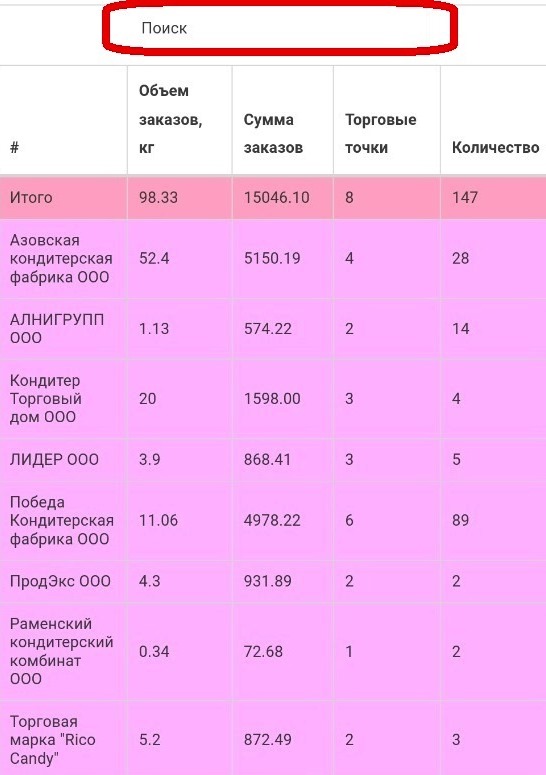 Поиск
# Объем заказов, кг Сумма заказов Торговые точки Количество
Итого 98.33 15046.10 8 147
Азовская кондитерская фабрика ООО 52.4 5150.19 4 28
АЛНИГРУПП ООО 1.13 574.22 2 14
Кондитер Торговый дом ООО 20 1598.00 3 4
ЛИДЕР ООО 3.9 868.41 3 5
Победа Кондитерская фабрика ООО 11.06 4978.22 6 89
ПродЭкс ООО 4.3 931.89 2 2
Раменский кондитерский комбинат ООО 0.34 72.68 1 2
Торговая марка "Rico Candy" 5.2 872.49 2 3